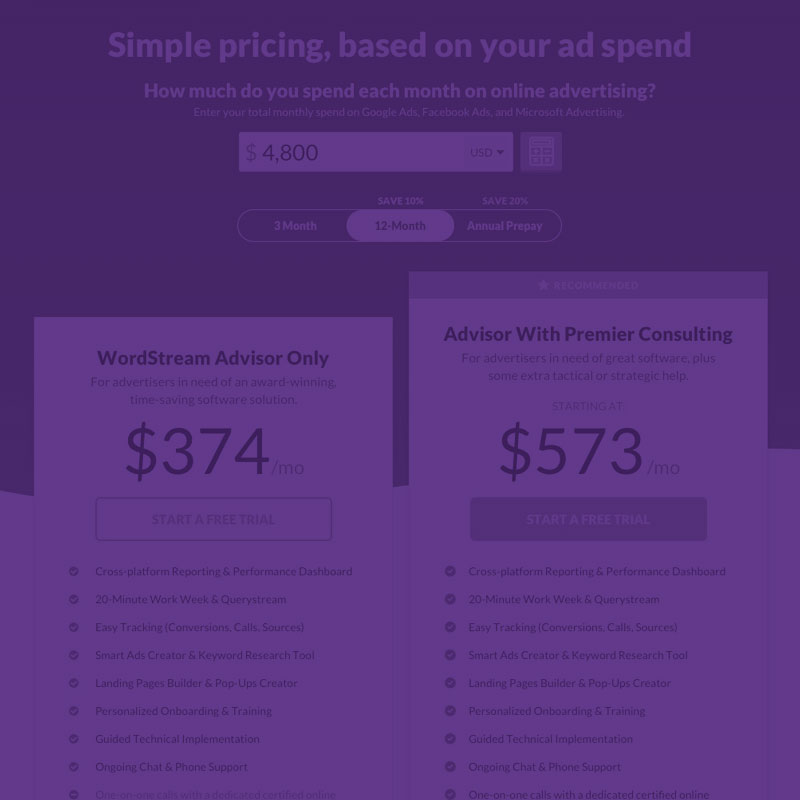 Simple pricing, based on your ad spend
How much do you spend each month on online advertising?
Enter your total monthly spend on Google Ads, Facebook Ads, and Microsoft Advertising.
$ 4,800 USD
SAVE 10% SAVE 20%
3 Month 12-Month Annual Prepay
WordStream Advisor Only
For advertisers in need of an award-winning,
time-saving software solution.
$374/mo
START A FREE TRIAL
Cross-platform Reporting & Performance Dashboard
20-Minute Work Week & Querystream
Easy Tracking (Conversions, Calls, Sources)
Smart Ads Creator & Keyword Research Tool
Landing Pages Builder & Pop-Ups Creator
Personalized Onboarding & Training
Guided Technical Implementation
Ongoing Chat & Phone Support
One-on-one calls with a dedicated certified online
RECOMMENDED
Advisor With Premier Consulting
For advertisers in need of great software, plus
some extra tactical or strategic help.
STARTING AT:
$573/mo
START A FREE TRIAL
Cross-platform Reporting & Performance Dashboard
20-Minute Work Week & Querystream
Easy Tracking (Conversions, Calls, Sources)
Smart Ads Creator & Keyword Research Tool
Landing Pages Builder & Pop-Ups Creator
Personalized Onboarding & Training
Guided Technical Implementation
Ongoing Chat & Phone Support
One-on-one calls with a dedicated certified online